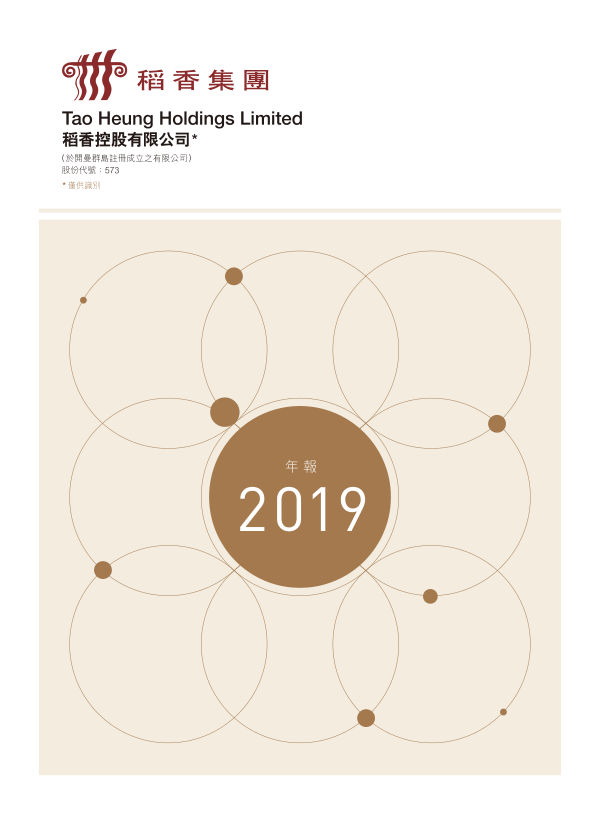 稻香集團
Tao Heung Holdings Limited
稻香控股有限公司*
(於開曼群島註冊成立之有限公司)
股份代號：573
* 僅供識別
年報
2019